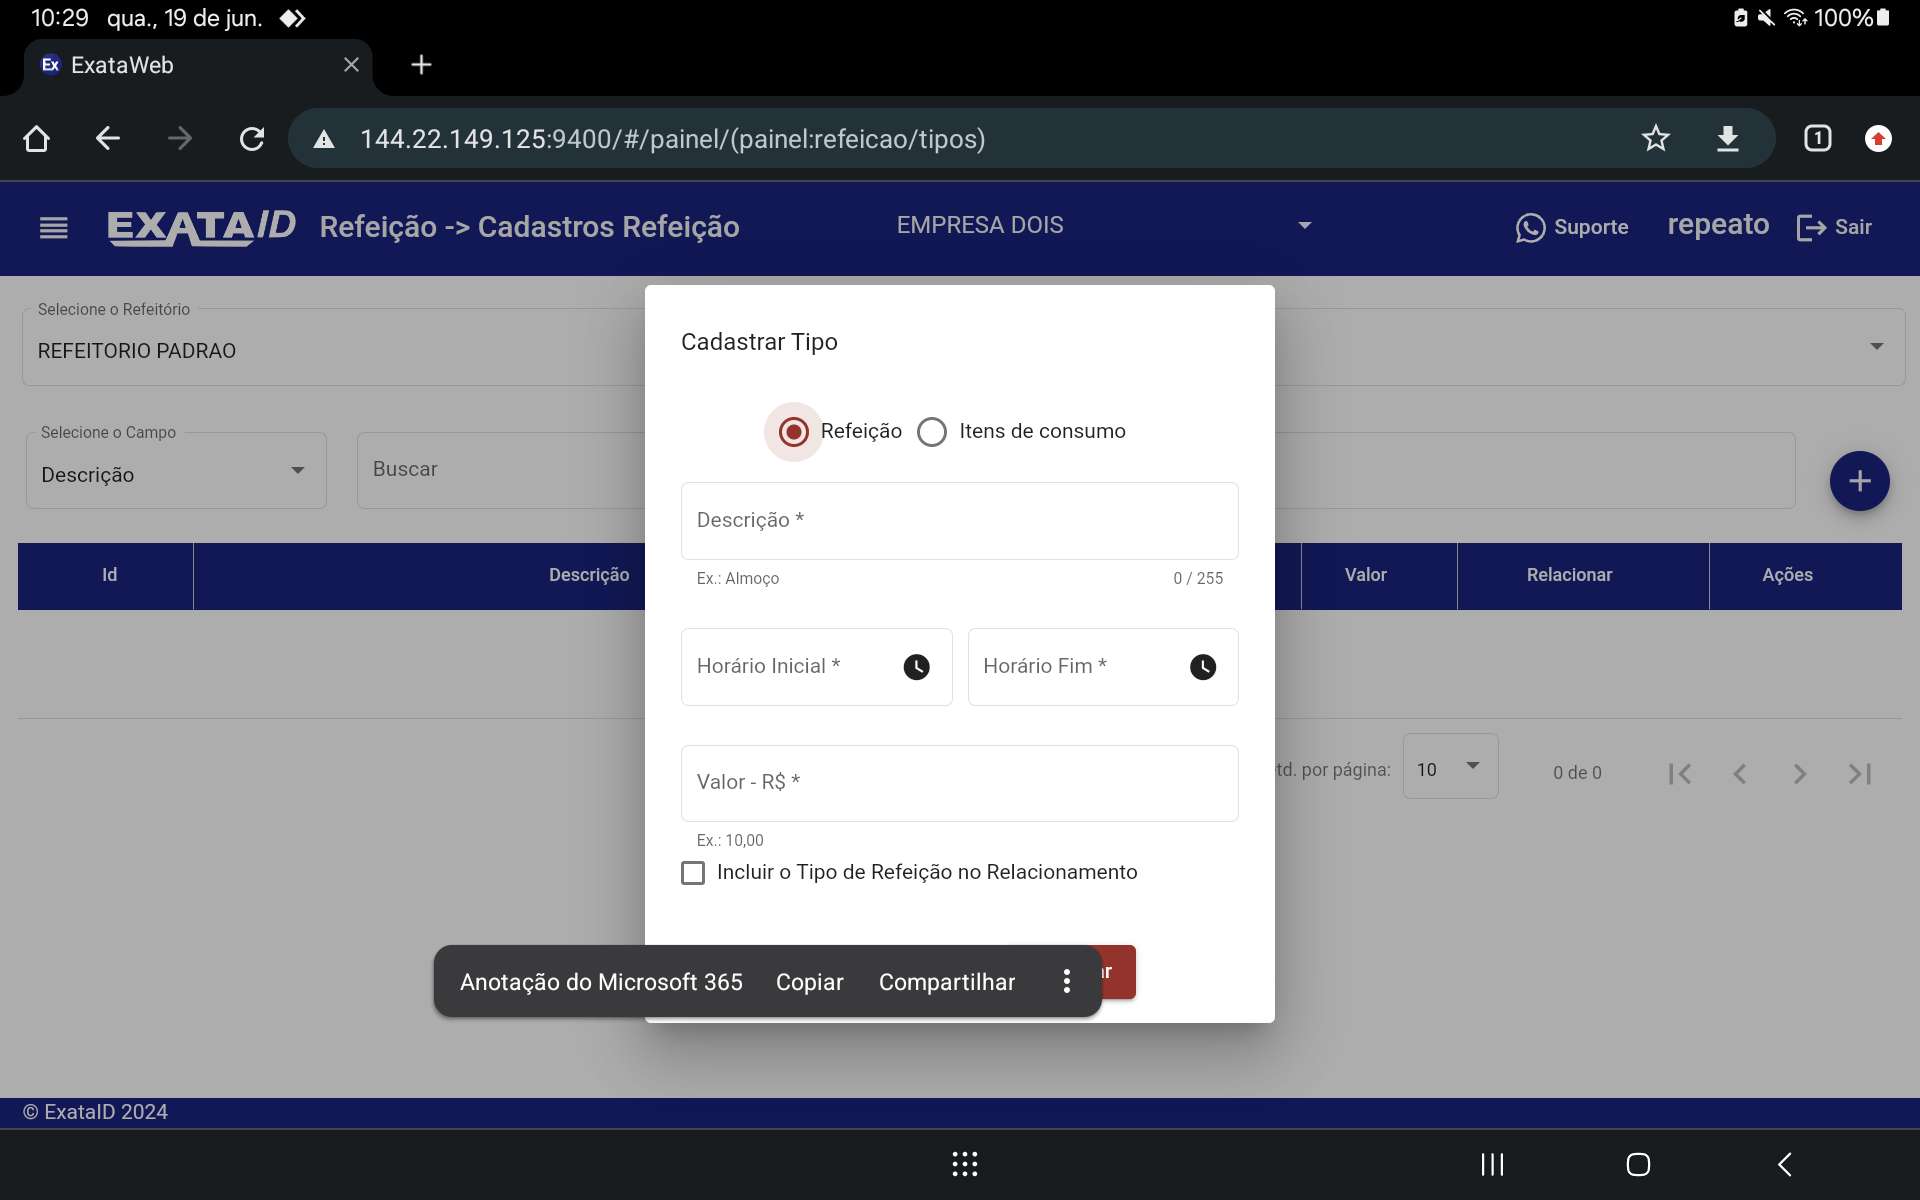 10:29 qua., 19 de jun. 100%
Ex ExataWeb
144.22.149.125:9400/#/painel/(painel:refeicao/tipos)
1
EXATAID Refeição -> Cadastros Refeição EMPRESA DOIS Suporte repeato Sair
Selecione o Refeitório
REFEITORIO PADRAO
Cadastrar Tipo
Refeição Itens de consumo
Selecione o Campo
Descrição
Buscar
Descrição *
Ex.: Almoço 0 / 255
Id Descrição Valor Relacionar Ações
Horário Inicial * Horário Fim *
Valor - R$ *
Ex.: 10,00
Incluir o Tipo de Refeição no Relacionamento
td. por página: 10 0 de 0
Anotação do Microsoft 365 Copiar Compartilhar
© ExataID 2024